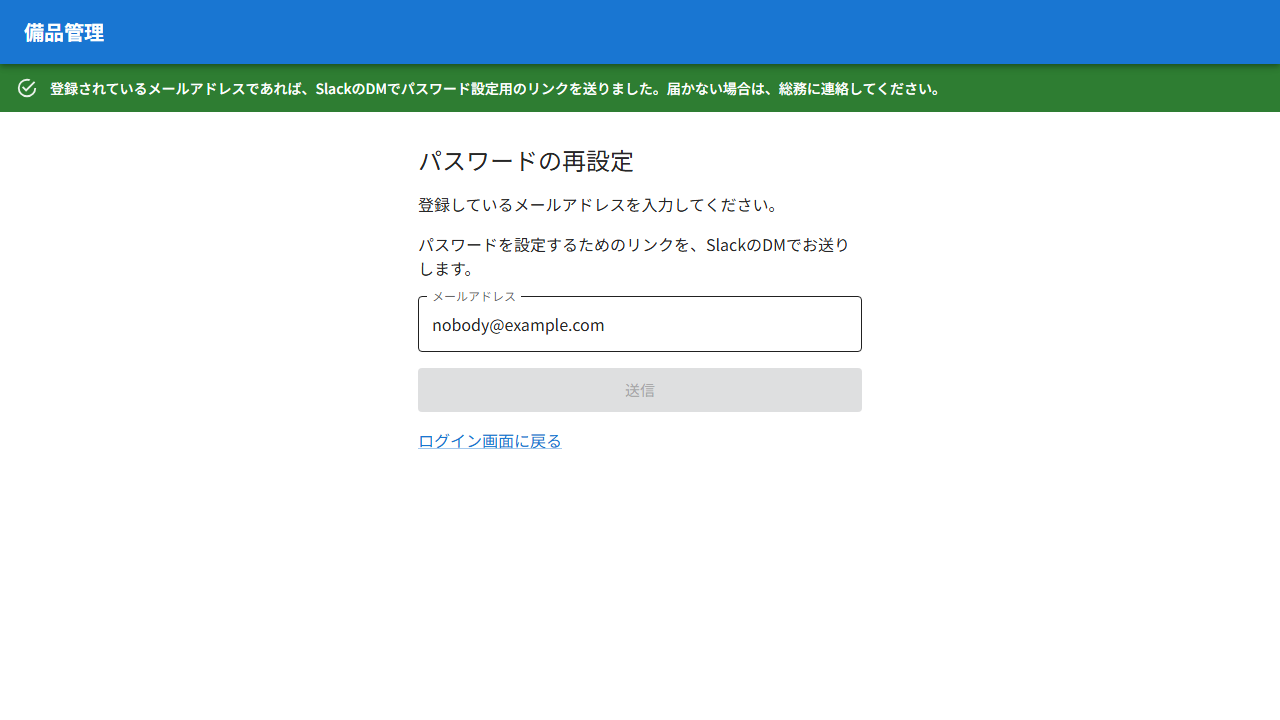 備品管理
登録されているメールアドレスであれば、SlackのDMでパスワード設定用のリンクを送りました。届かない場合は、総務に連絡してください。
パスワードの再設定
登録しているメールアドレスを入力してください。
パスワードを設定するためのリンクを、SlackのDMでお送り
します。
メールアドレス
nobody@example.com
送信
ログイン画面に戻る